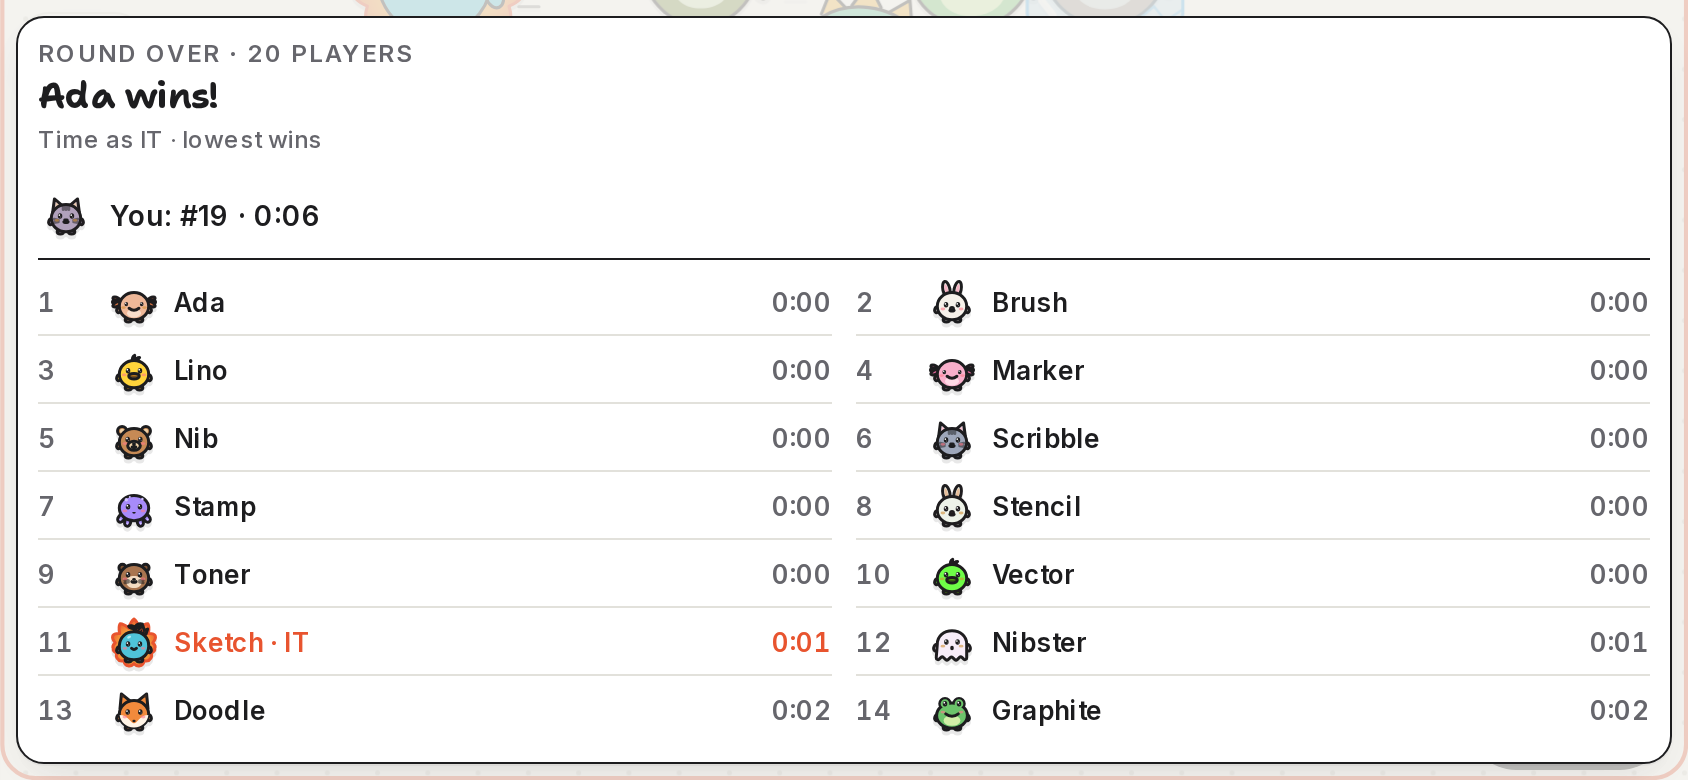 ROUND OVER · 20 PLAYERS
Ada wins!
Time as IT · lowest wins
You: #19 · 0:06
1 Ada 0:00 2 Brush 0:00
3 Lino 0:00 4 Marker 0:00
5 Nib 0:00 6 Scribble 0:00
7 Stamp 0:00 8 Stencil 0:00
9 Toner 0:00 10 Vector 0:00
11 Sketch · IT 0:01 12 Nibster 0:01
13 Doodle 0:02 14 Graphite 0:02